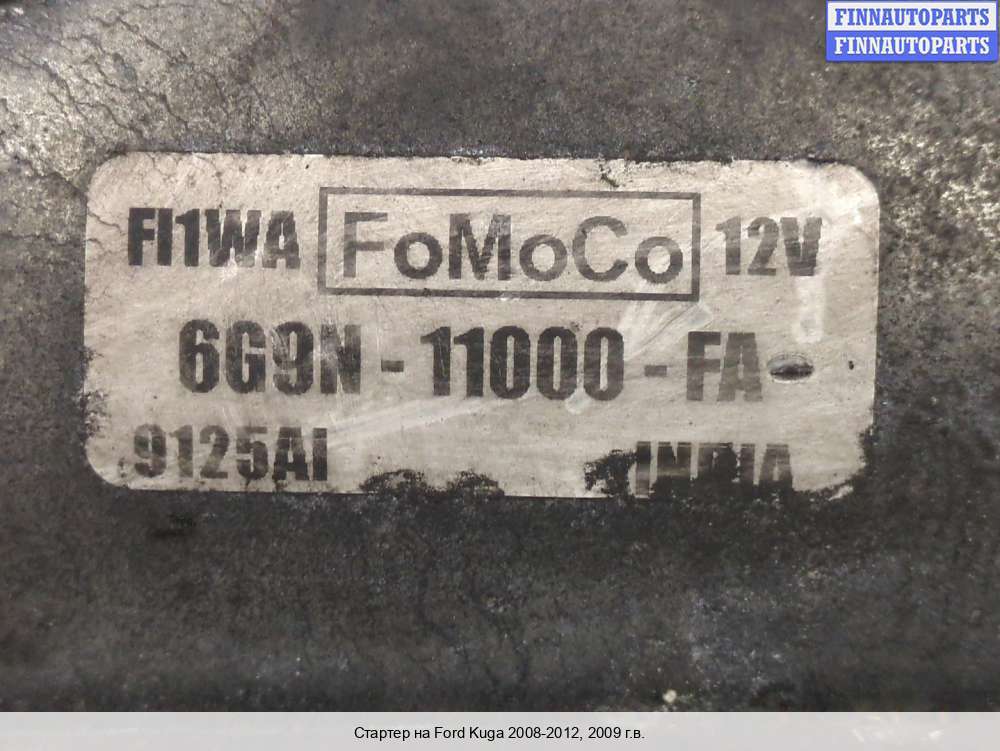 FINNAUTOPARTS
FINNAUTOPARTS
FI1WA FoMoCo 12V
6G9N - 11000 - FA
9125AI INDIA
Стартер на Ford Kuga 2008-2012, 2009 г.в.